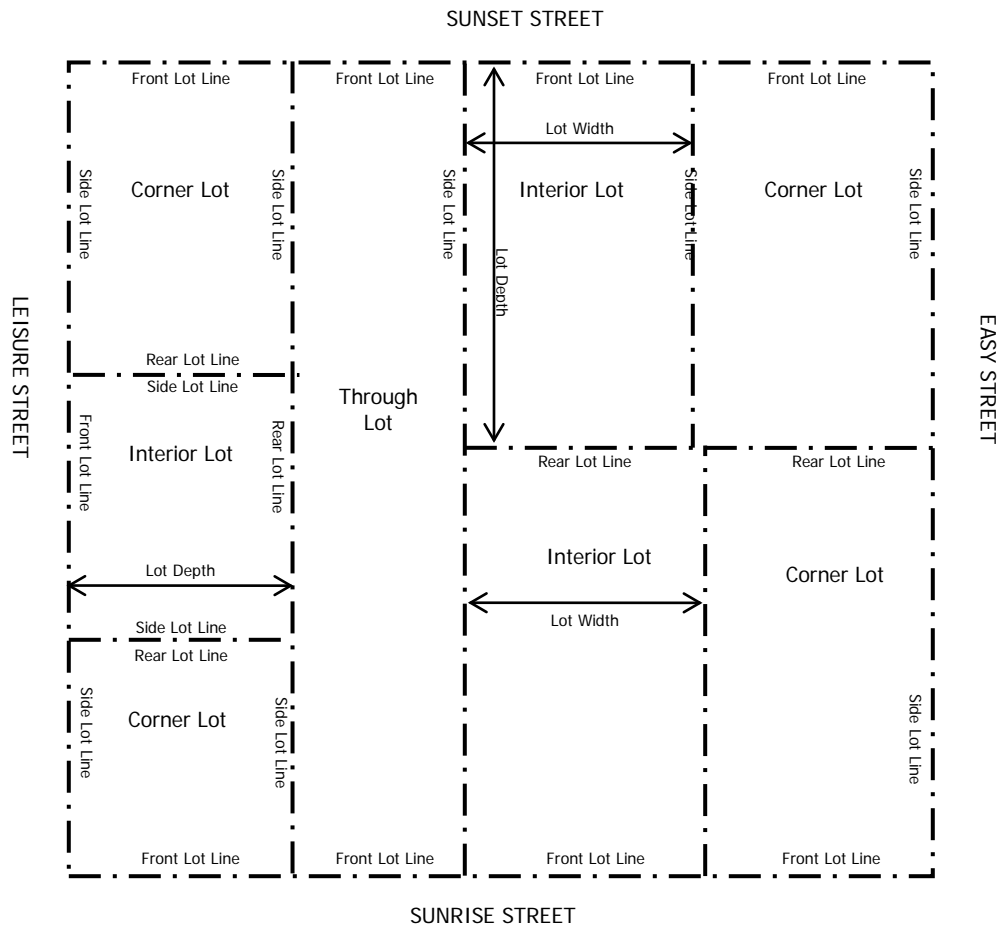 SUNSET STREET
Front Lot Line
Front Lot Line
Front Lot Line
Front Lot Line
Lot Width
Side Lot Line
Corner Lot
Side Lot Line
Side Lot Line
Interior Lot
Side Lot Line
Corner Lot
Side Lot Line
Lot Depth
LEISURE STREET
EASY STREET
Rear Lot Line
Side Lot Line
Through
Lot
Front Lot Line
Interior Lot
Rear Lot Line
Rear Lot Line
Rear Lot Line
Interior Lot
Lot Depth
Corner Lot
Lot Width
Side Lot Line
Rear Lot Line
Side Lot Line
Corner Lot
Side Lot Line
Side Lot Line
Front Lot Line
Front Lot Line
Front Lot Line
Front Lot Line
SUNRISE STREET